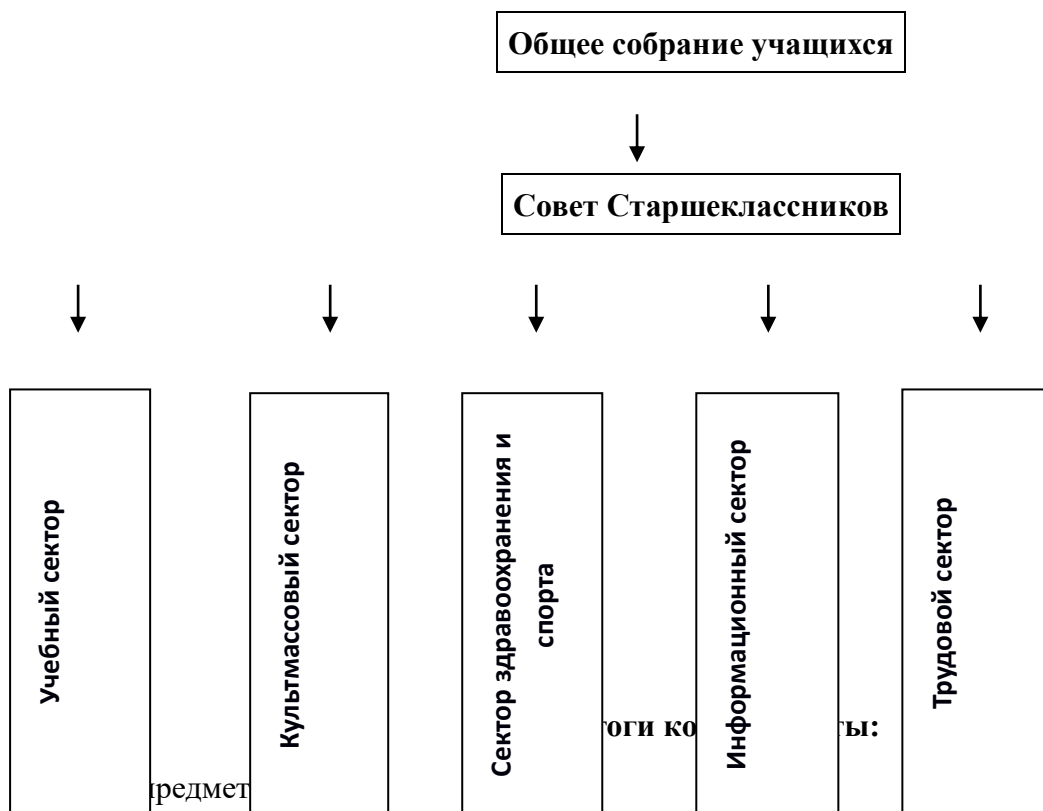 Общее собрание учащихся
Совет Старшеклассников
Учебный сектор
Культмассовый сектор
Сектор здравоохранения и
спорта
Информационный сектор
Трудовой сектор